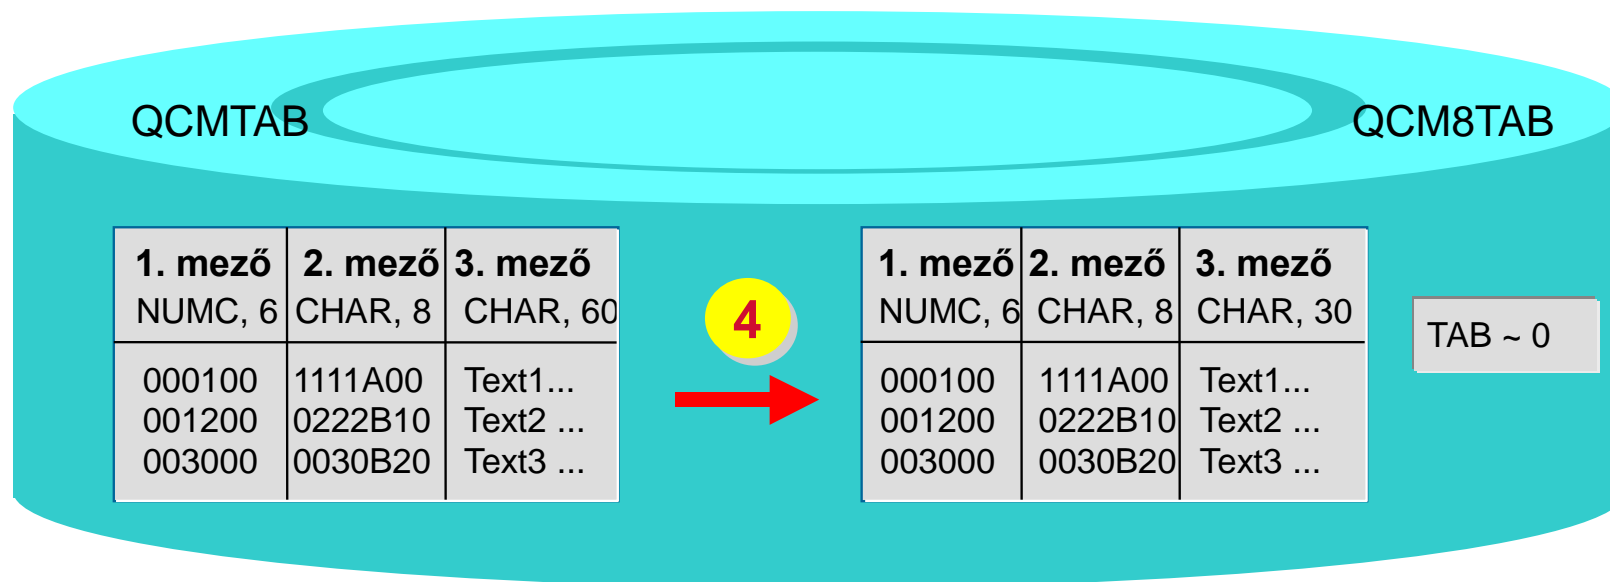 QCMTAB
QCM8TAB
1. mező 2. mező 3. mező
NUMC, 6 CHAR, 8 CHAR, 60
000100 1111A00 Text1...
001200 0222B10 Text2 ...
003000 0030B20 Text3 ...
4
1. mező 2. mező 3. mező
NUMC, 6 CHAR, 8 CHAR, 30
000100 1111A00 Text1...
001200 0222B10 Text2 ...
003000 0030B20 Text3 ...
TAB ~ 0